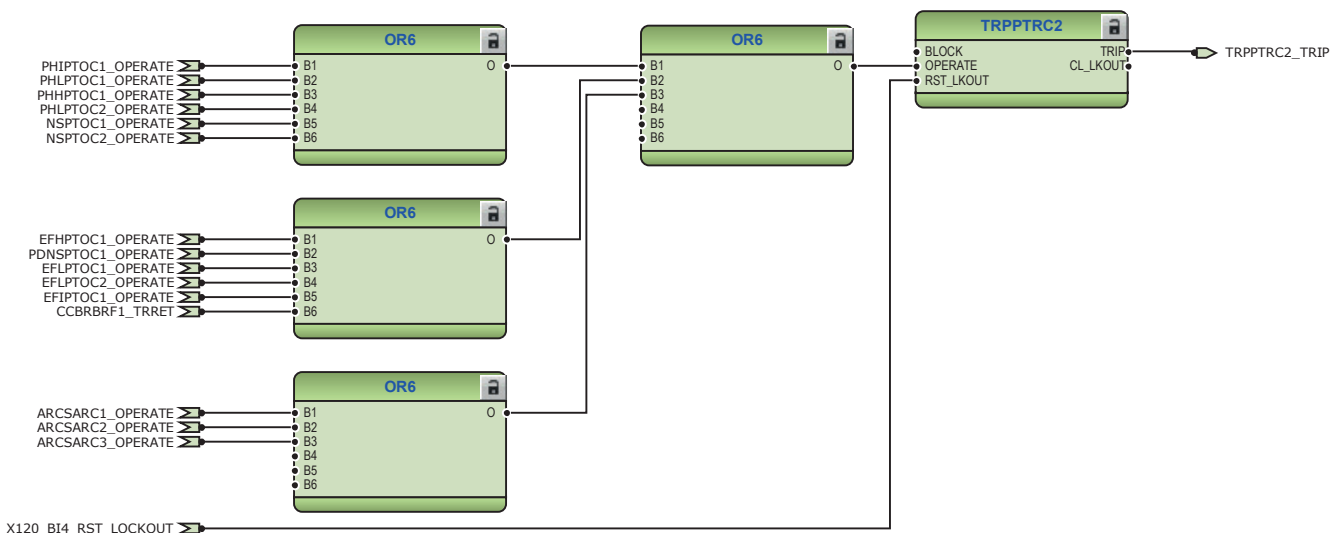 OR6
PHIPTOC1_OPERATE B1 O
PHLPTOC1_OPERATE B2
PHHPTOC1_OPERATE B3
PHLPTOC2_OPERATE B4
NSPTOC1_OPERATE B5
NSPTOC2_OPERATE B6
OR6
B1 O
B2
B3
B4
B5
B6
TRPPTRC2
BLOCK TRIP
OPERATE CL_LKOUT
RST_LKOUT
TRPPTRC2_TRIP
OR6
EFHPTOC1_OPERATE B1 O
PDNSPTOC1_OPERATE B2
EFLPTOC1_OPERATE B3
EFLPTOC2_OPERATE B4
EFIPTOC1_OPERATE B5
CCBRBRF1_TRRET B6
OR6
ARCSARC1_OPERATE B1 O
ARCSARC2_OPERATE B2
ARCSARC3_OPERATE B3
B4
B5
B6
X120_BI4_RST_LOCKOUT